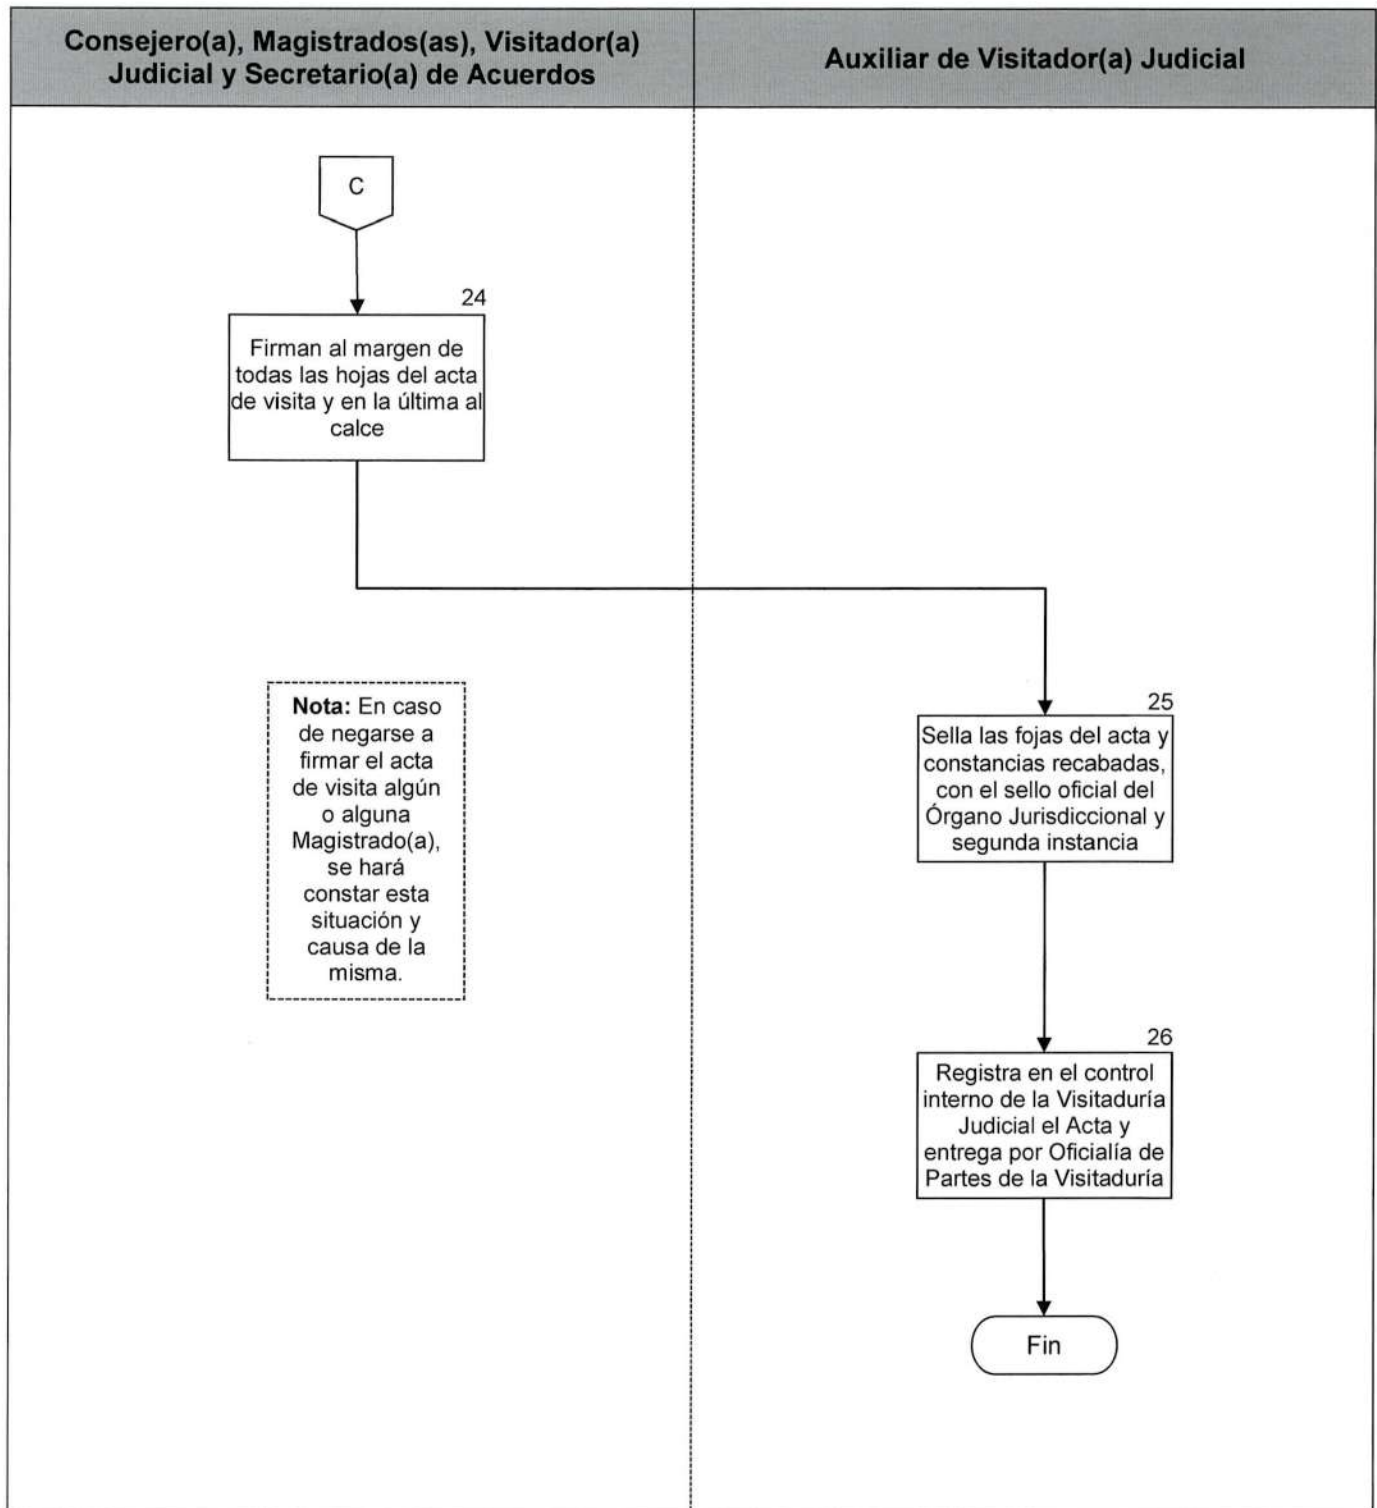 Consejero(a), Magistrados(as), Visitador(a)
Judicial y Secretario(a) de Acuerdos
Auxiliar de Visitador(a) Judicial
C
24
Firman al margen de
todas las hojas del acta
de visita y en la última al
calce
Nota: En caso
de negarse a
firmar el acta
de visita algún
o alguna
Magistrado(a),
se hará
constar esta
situación y
causa de la
misma.
25
Sella las fojas del acta y
constancias recabadas,
con el sello oficial del
Órgano Jurisdiccional y
segunda instancia
26
Registra en el control
interno de la Visitaduría
Judicial el Acta y
entrega por Oficialía de
Partes de la Visitaduría
Fin